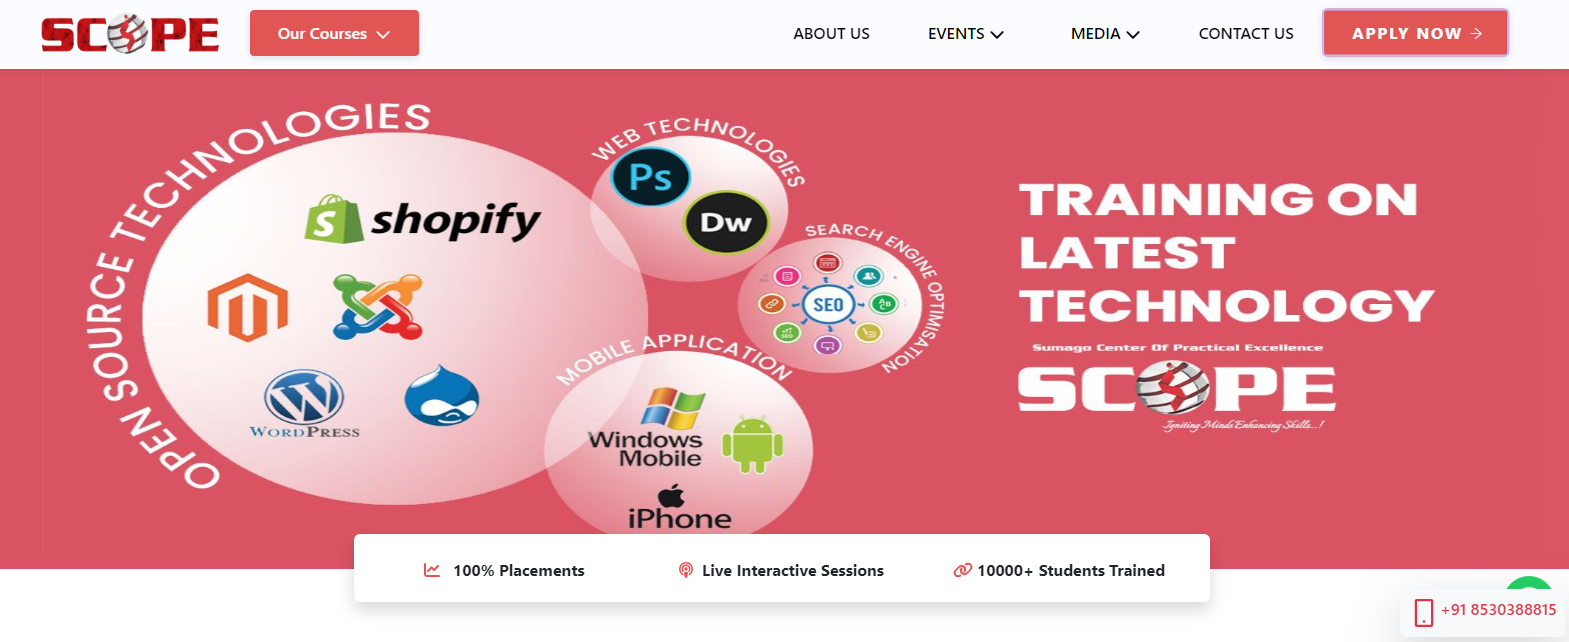 SCOPE
Our Courses
ABOUT US
EVENTS
MEDIA
CONTACT US
APPLY NOW
OPEN SOURCE TECHNOLOGIES
shopify
WORDPRESS
WEB TECHNOLOGIES
Ps
Dw
SEARCH ENGINE OPTIMISATION
SEO
MOBILE APPLICATION
Windows
Mobile
iPhone
TRAINING ON
LATEST
TECHNOLOGY
Sumago Center Of Practical Excellence
SCOPE
Igniting Minds Enhancing Skills...!
100% Placements
Live Interactive Sessions
10000+ Students Trained
+91 8530388815